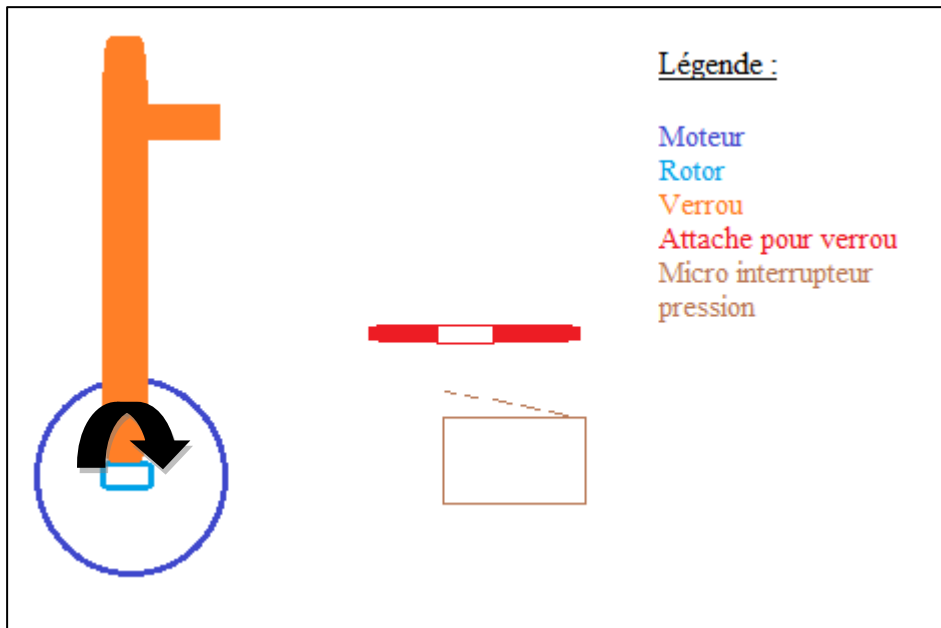 Légende :
Moteur
Rotor
Verrou
Attache pour verrou
Micro interrupteur
pression